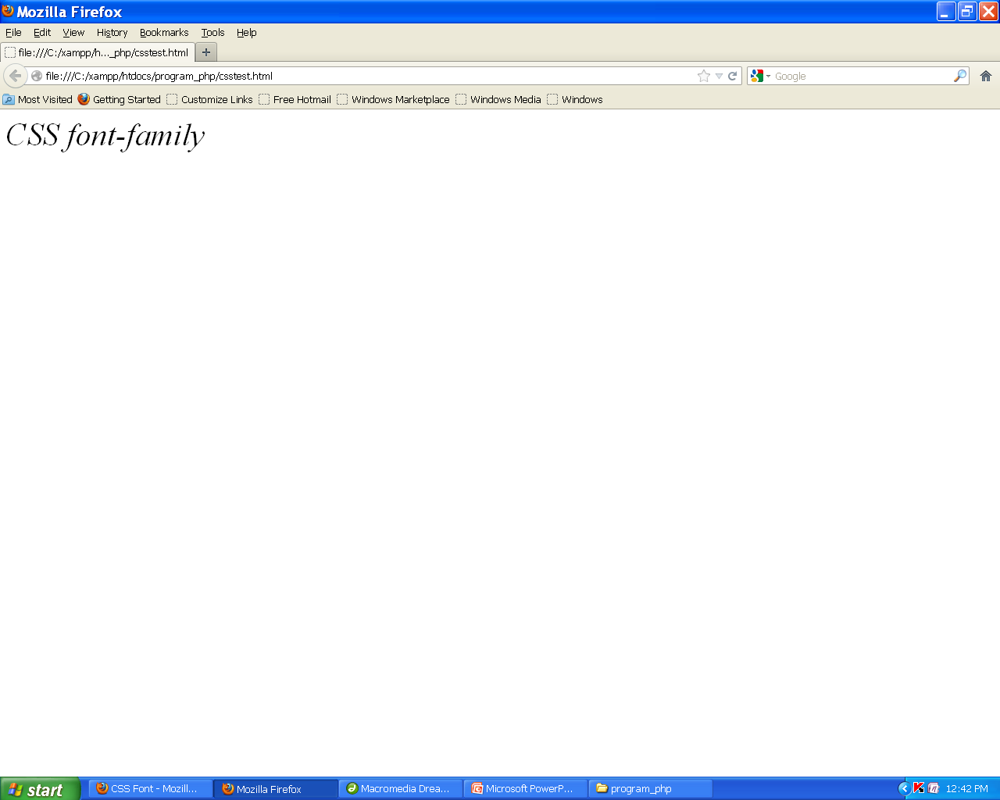 Mozilla Firefox
File Edit View History Bookmarks Tools Help
file:///C:/xampp/h..._php/csstest.html
file:///C:/xampp/htdocs/program_php/csstest.html Google
Most Visited Getting Started Customize Links Free Hotmail Windows Marketplace Windows Media Windows
CSS font-family
start CSS Font - Mozill... Mozilla Firefox Macromedia Drea... Microsoft PowerP... program_php 12:42 PM